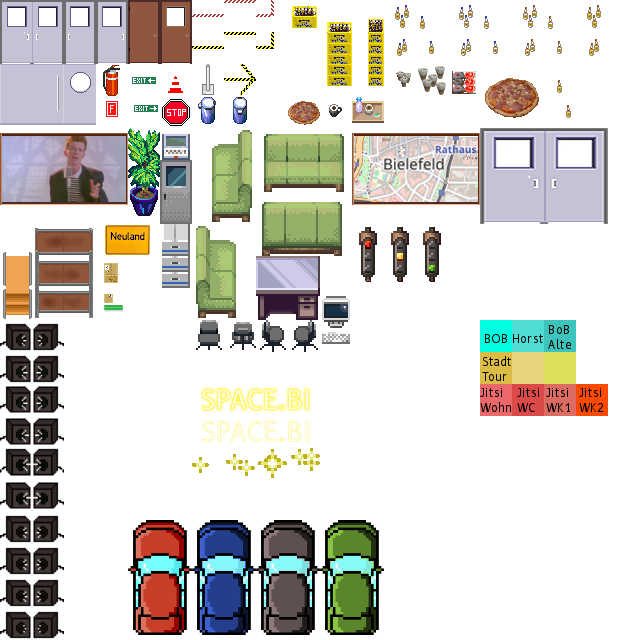 EXIT
EXIT
F
STOP
Rathaus
Bielefeld
Neuland
42
BOB Horst BoB Alte
Stadt Tour
Jitsi Wohn Jitsi WC Jitsi WK1 Jitsi WK2
SPACE.BI
SPACE.BI